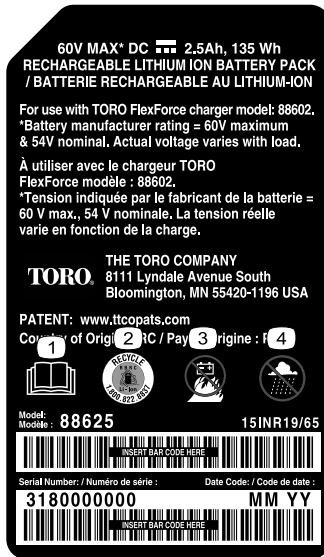 60V MAX* DC 2.5Ah, 135 Wh
RECHARGEABLE LITHIUM ION BATTERY PACK
/ BATTERIE RECHARGEABLE AU LITHIUM-ION
For use with TORO FlexForce charger model: 88602.
*Battery manufacturer rating = 60V maximum
& 54V nominal. Actual voltage varies with load.
À utiliser avec le chargeur TORO
FlexForce modèle : 88602.
*Tension indiquée par le fabricant de la batterie =
60 V max., 54 V nominale. La tension réelle
varie en fonction de la charge.
TORO.
THE TORO COMPANY
8111 Lyndale Avenue South
Bloomington, MN 55420-1196 USA
PATENT: www.ttcopats.com
of RC / Pay
1
2
3
4
RECYCLE
RBRC
Li-Ion
1.800.822.8837
Model:
Modèle : 88625 15INR19/65
INSERT BAR CODE HERE
Serial Number: / Numéro de série : Date Code: / Code de date :
3180000000 MM YY
INSERT BAR CODE HERE